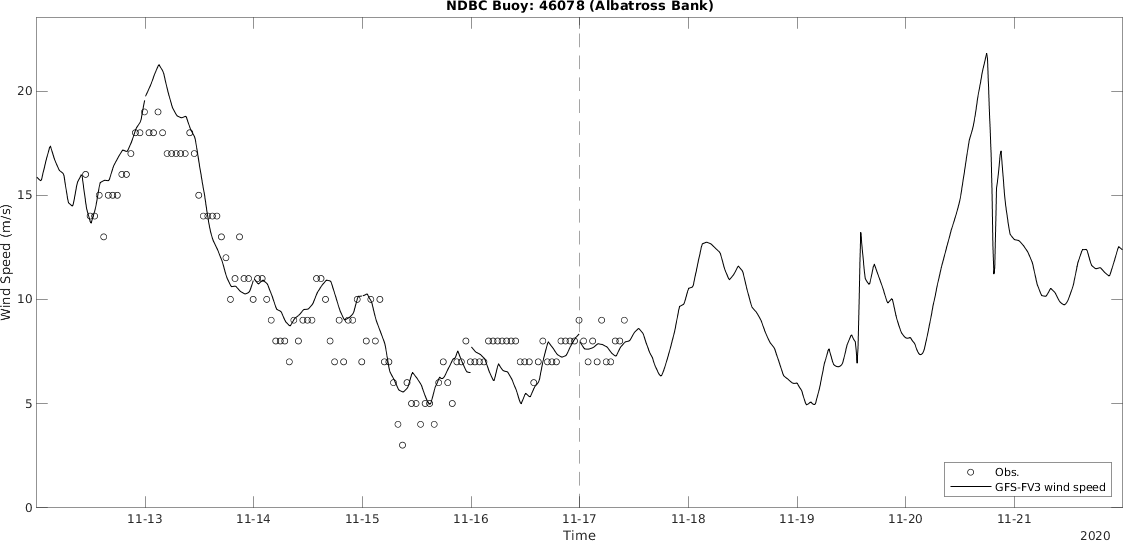 NDBC Buoy: 46078 (Albatross Bank)
Wind Speed (m/s)
20
15
10
5
0
Obs.
GFS-FV3 wind speed
11-13 11-14 11-15 11-16 11-17 11-18 11-19 11-20 11-21
Time
2020